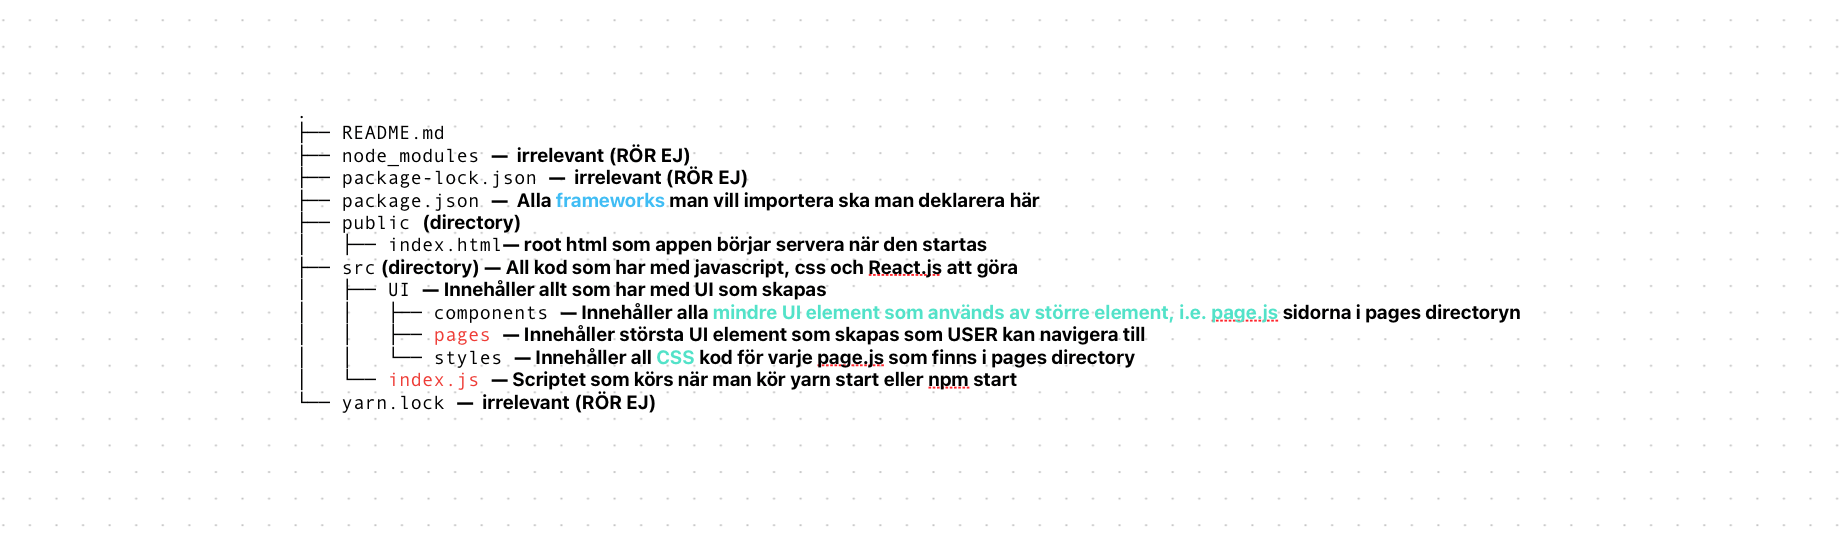 .
├── README.md
├── node_modules — irrelevant (RÖR EJ)
├── package-lock.json — irrelevant (RÖR EJ)
├── package.json — Alla frameworks man vill importera ska man deklarera här
├── public (directory)
│   ├── index.html— root html som appen börjar servera när den startas
├── src (directory) — All kod som har med javascript, css och React.js att göra
│   ├── UI — Innehåller allt som har med UI som skapas
│   │   ├── components — Innehåller alla mindre UI element som används av större element, i.e. page.js sidorna i pages directoryn
│   │   ├── pages — Innehåller största UI element som skapas som USER kan navigera till
│   │   └── styles — Innehåller all CSS kod för varje page.js som finns i pages directory
│   └── index.js — Scriptet som körs när man kör yarn start eller npm start
└── yarn.lock — irrelevant (RÖR EJ)